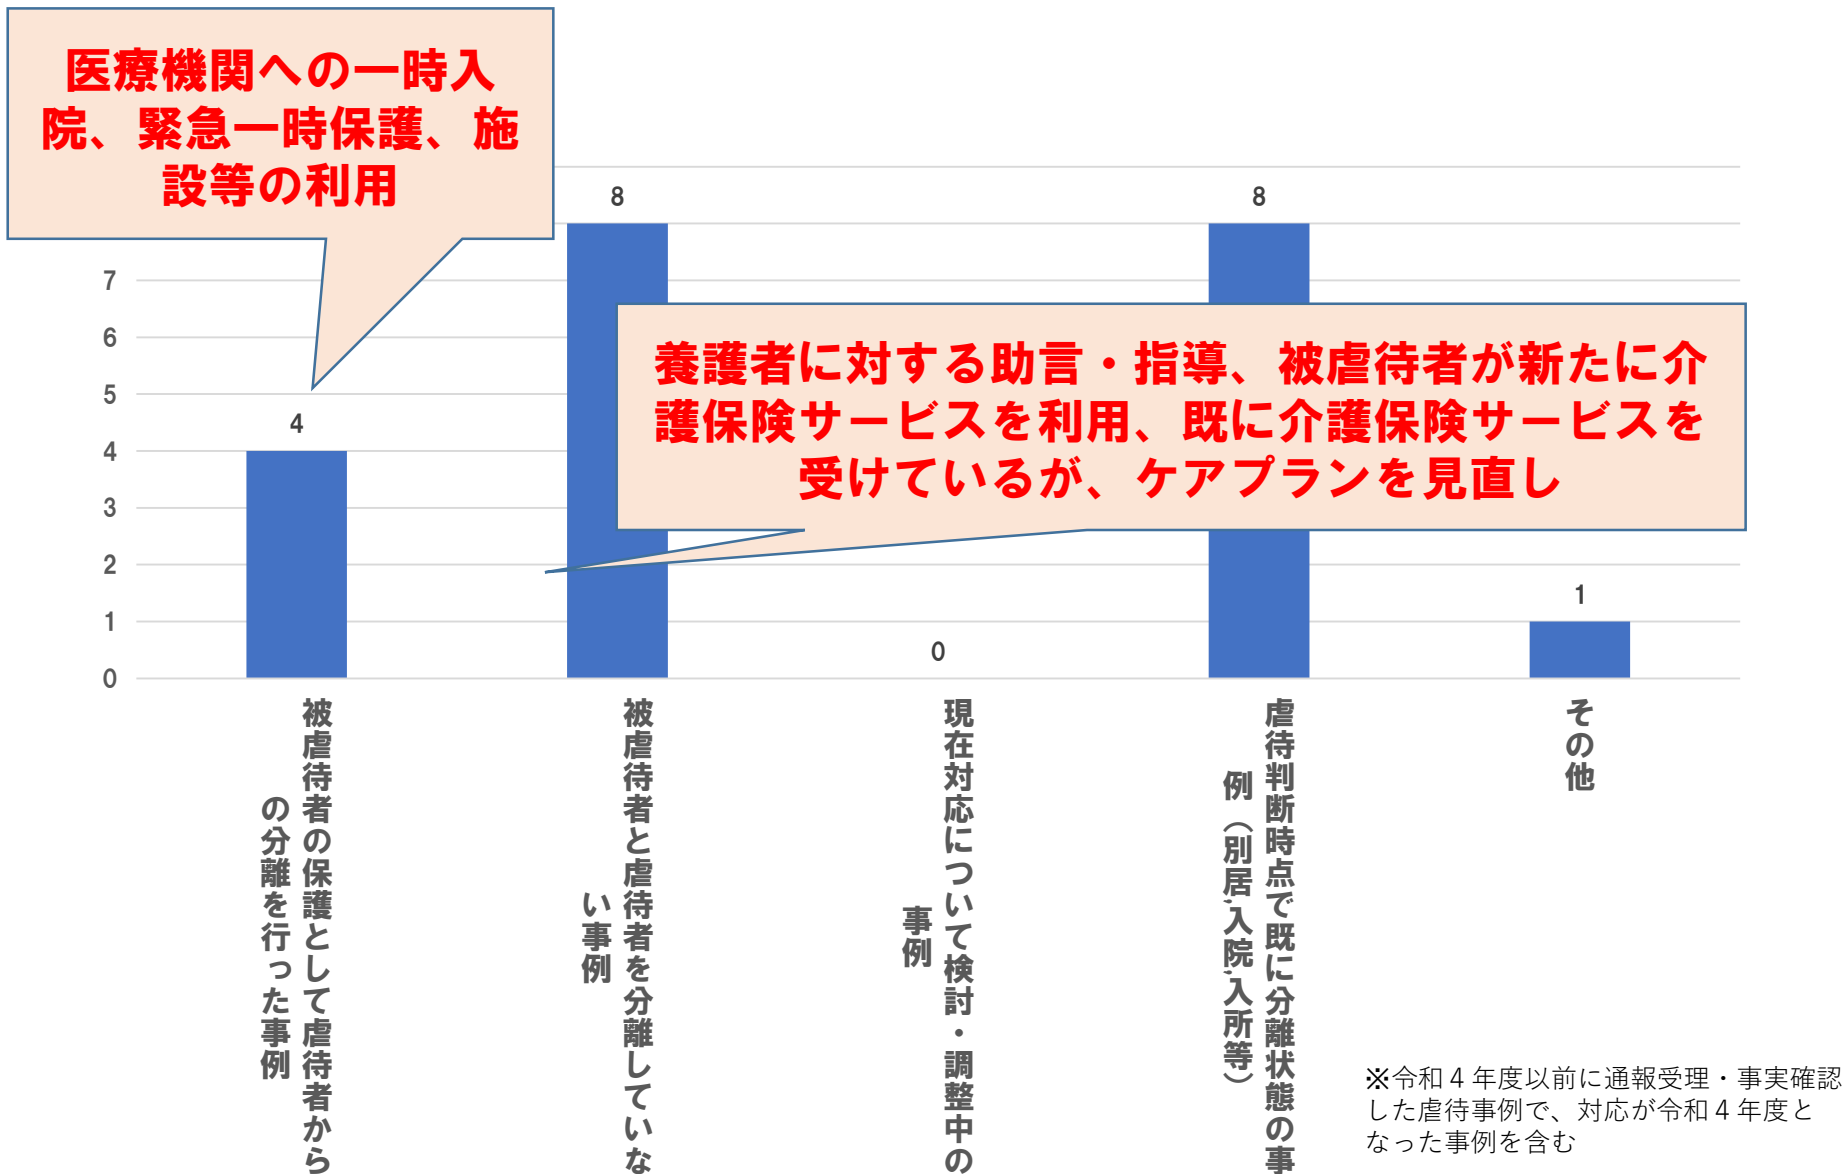 医療機関への一時入
院、緊急一時保護、施
設等の利用
8
8
7
6
5
4
3
2
1
0
4
0
1
養護者に対する助言・指導、被虐待者が新たに介
護保険サービスを利用、既に介護保険サービスを
受けているが、ケアプランを見直し
被虐待者の保護として虐待者から
の分離を行った事例
被虐待者と虐待者を分離していな
い事例
現在対応について検討・調整中の
事例
虐待判断時点で既に分離状態の事
例（別居,入院,入所等）
その他
※令和４年度以前に通報受理・事実確認
した虐待事例で、対応が令和４年度と
なった事例を含む